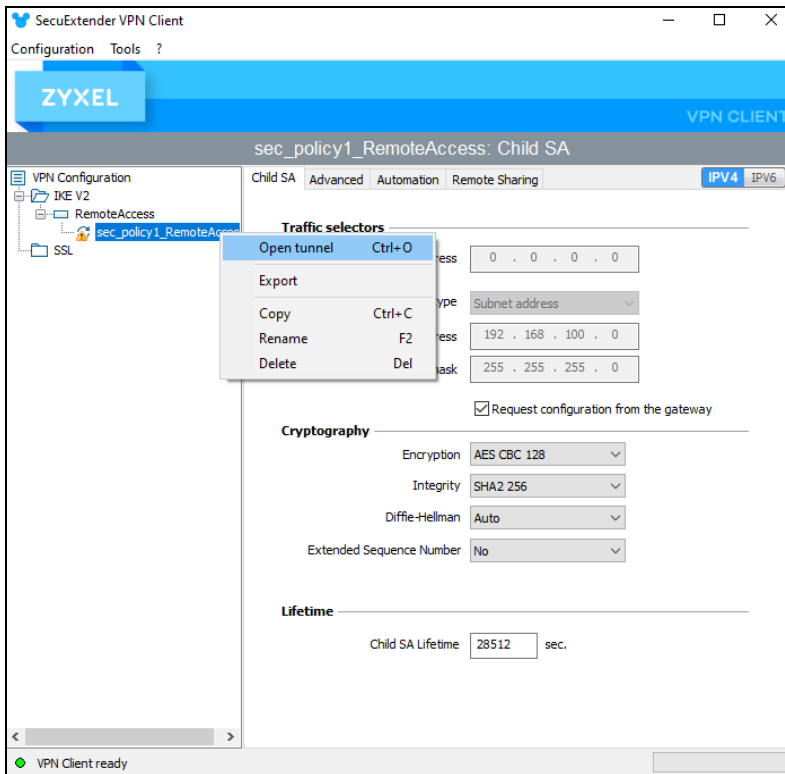 SecuExtender VPN Client
Configuration Tools ?
ZYXEL
VPN CLIENT
sec_policy1_RemoteAccess: Child SA
VPN Configuration
IKE V2
RemoteAccess
sec_policy1_RemoteAcces
SSL
Open tunnel Ctrl+O
Export
Copy Ctrl+C
Rename F2
Delete Del
Child SA Advanced Automation Remote Sharing IPV4 IPV6
Traffic selectors
ress 0 . 0 . 0 . 0
ype Subnet address
ress 192 . 168 . 100 . 0
mask 255 . 255 . 255 . 0
Request configuration from the gateway
Cryptography
Encryption AES CBC 128
Integrity SHA2 256
Diffie-Hellman Auto
Extended Sequence Number No
Lifetime
Child SA Lifetime 28512 sec.
VPN Client ready